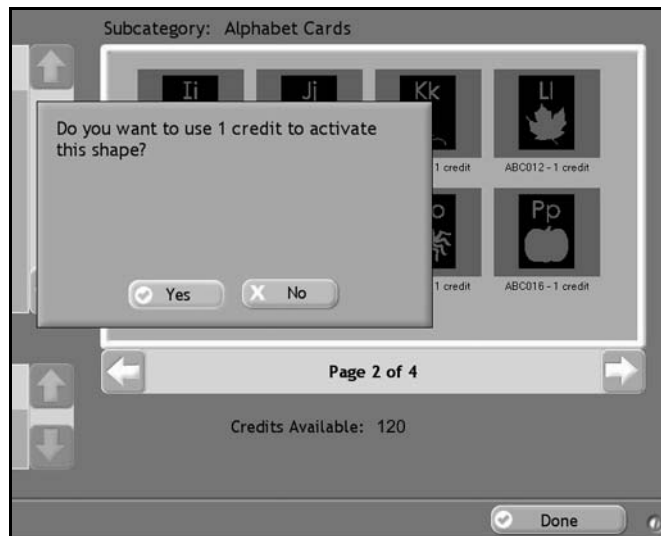 Subcategory: Alphabet Cards
Ii Jj Kk Ll
Do you want to use 1 credit to activate
this shape?
1 credit ABC012 - 1 credit
o Pp
1 credit ABC016 - 1 credit
Yes No
Page 2 of 4
Credits Available: 120
Done